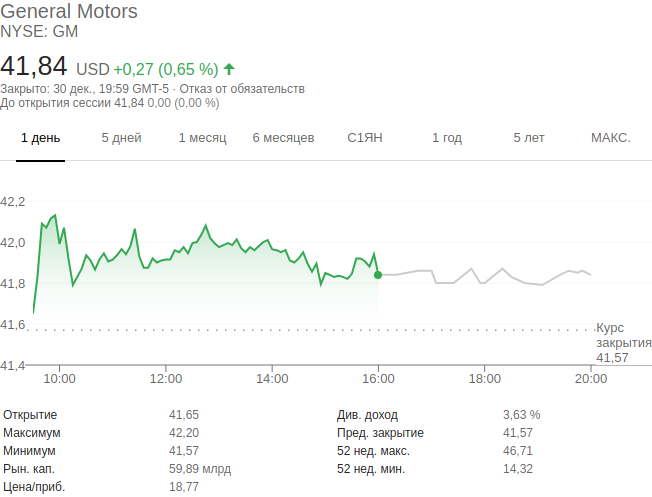 General Motors
NYSE: GM
41,84 USD +0,27 (0,65 %)
Закрыто: 30 дек., 19:59 GMT-5 · Отказ от обязательств
До открытия сессии 41,84 0,00 (0,00 %)
1 день 5 дней 1 месяц 6 месяцев С1ЯН 1 год 5 лет МАКС.
42,2
42,0
41,8
41,6
41,4
Курс
закрытия
41,57
10:00 12:00 14:00 16:00 18:00 20:00
Открытие 41,65 Див. доход 3,63 %
Максимум 42,20 Пред. закрытие 41,57
Минимум 41,57 52 нед. макс. 46,71
Рын. кап. 59,89 млрд 52 нед. мин. 14,32
Цена/приб. 18,77